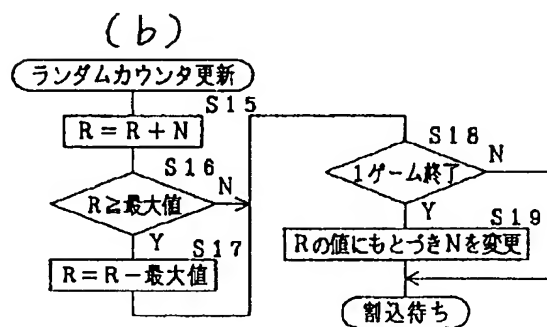 (b)
ランダムカウンタ更新
S15
R=R+N
S16
R≧最大値
N
Y
S17
R=R-最大値
S18
1ゲーム終了
N
Y
S19
Rの値にもとづきNを変更
割込待ち